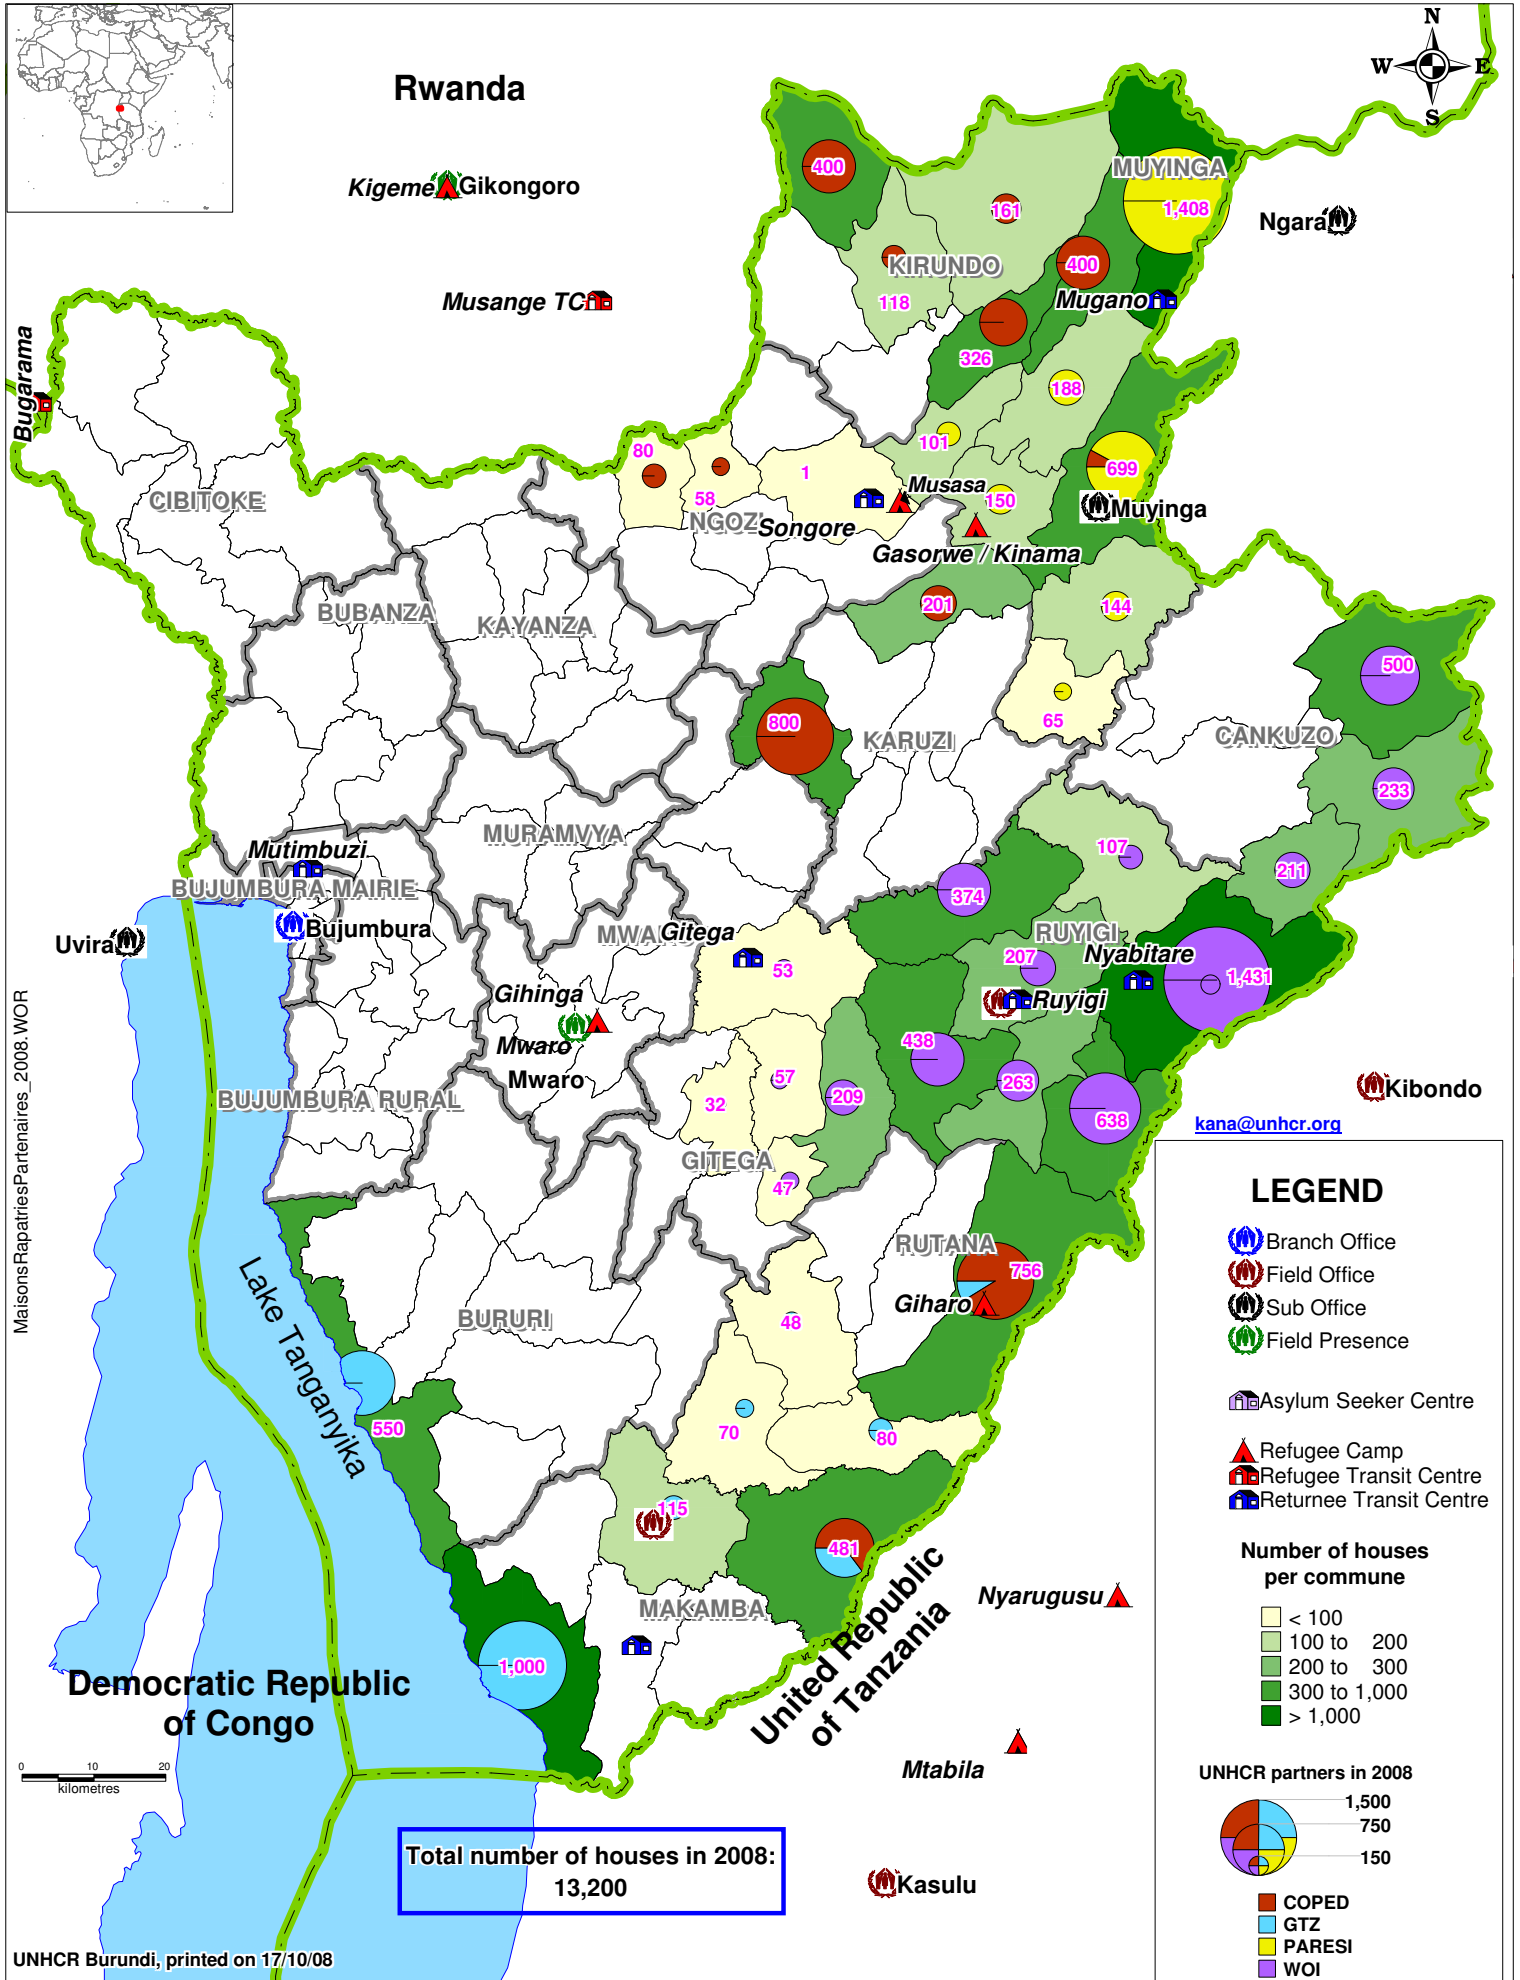 N
W E
S
Rwanda
Kigeme Gikongoro
Musange TC
Bugarama
Ngara
MUYINGA
1,408
400
161
KIRUNDO
118
400
Mugano
326
188
101
699
Muyinga
80
58
1
NGOZI
Songore
Musasa
150
Gasorwe / Kinama
CIBITOKE
BUBANZA
KAYANZA
201
144
65
500
CANKUZO
233
800
KARUZI
MURAMVYA
107
211
374
Mutimbuzi
BUJUMBURA MAIRIE
Bujumbura
Uvira
MWA
Gitega
53
RUYIGI
207
Nyabitare
1,431
Ruyigi
Gihinga
Mwaro
Mwaro
438
263
57
209
32
638
BUJUMBURA RURAL
GITEGA
47
Kibondo
kana@unhcr.org
RUTANA
756
Giharo
48
BURURI
Lake Tanganyika
550
70
80
115
481
MAKAMBA
1,000
Nyarugusu
Mtabila
Kasulu
United Republic
of Tanzania
Democratic Republic
of Congo
0 10 20
kilometres
MaisonsRapatriesPartenaires_2008.WOR
Total number of houses in 2008:
13,200
UNHCR Burundi, printed on 17/10/08
LEGEND
Branch Office
Field Office
Sub Office
Field Presence
Asylum Seeker Centre
Refugee Camp
Refugee Transit Centre
Returnee Transit Centre
Number of houses
per commune
< 100
100 to 200
200 to 300
300 to 1,000
> 1,000
UNHCR partners in 2008
1,500
750
150
COPED
GTZ
PARESI
WOI